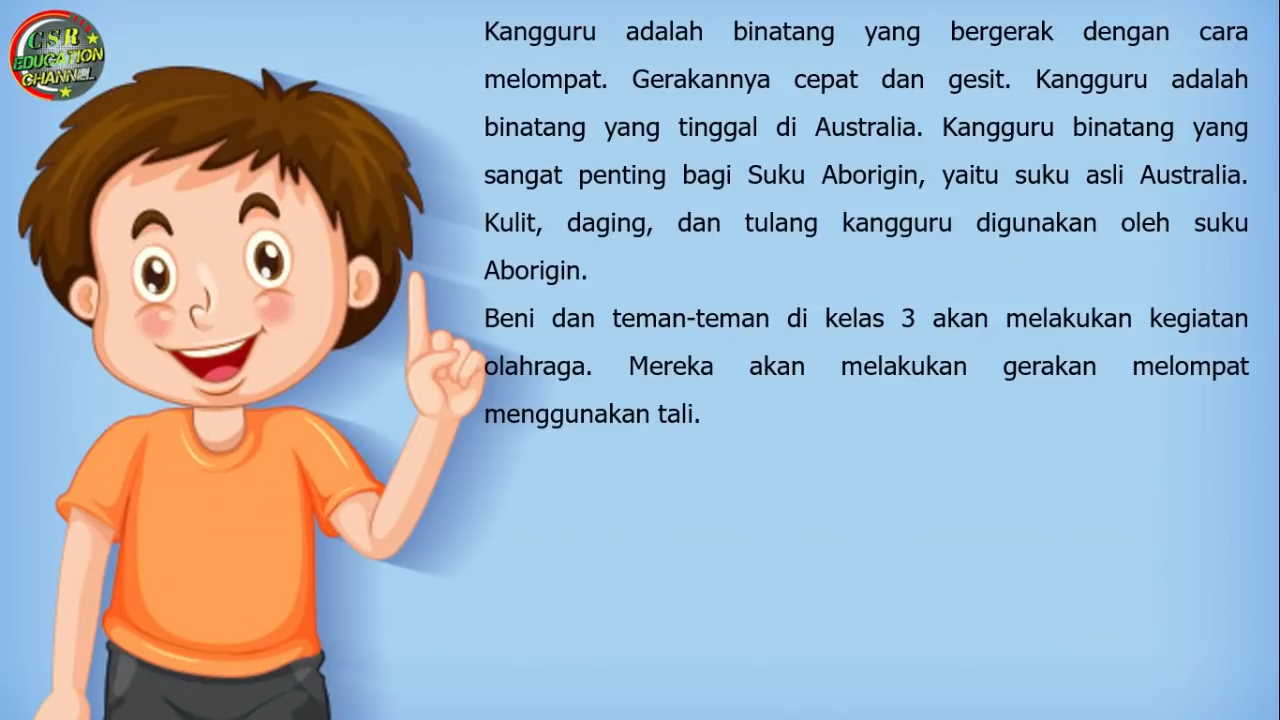 GSR
EDUCATION
CHANNEL
Kangguru adalah binatang yang bergerak dengan cara
melompat. Gerakannya cepat dan gesit. Kangguru adalah
binatang yang tinggal di Australia. Kangguru binatang yang
sangat penting bagi Suku Aborigin, yaitu suku asli Australia.
Kulit, daging, dan tulang kangguru digunakan oleh suku
Aborigin.
Beni dan teman-teman di kelas 3 akan melakukan kegiatan
olahraga. Mereka akan melakukan gerakan melompat
menggunakan tali.